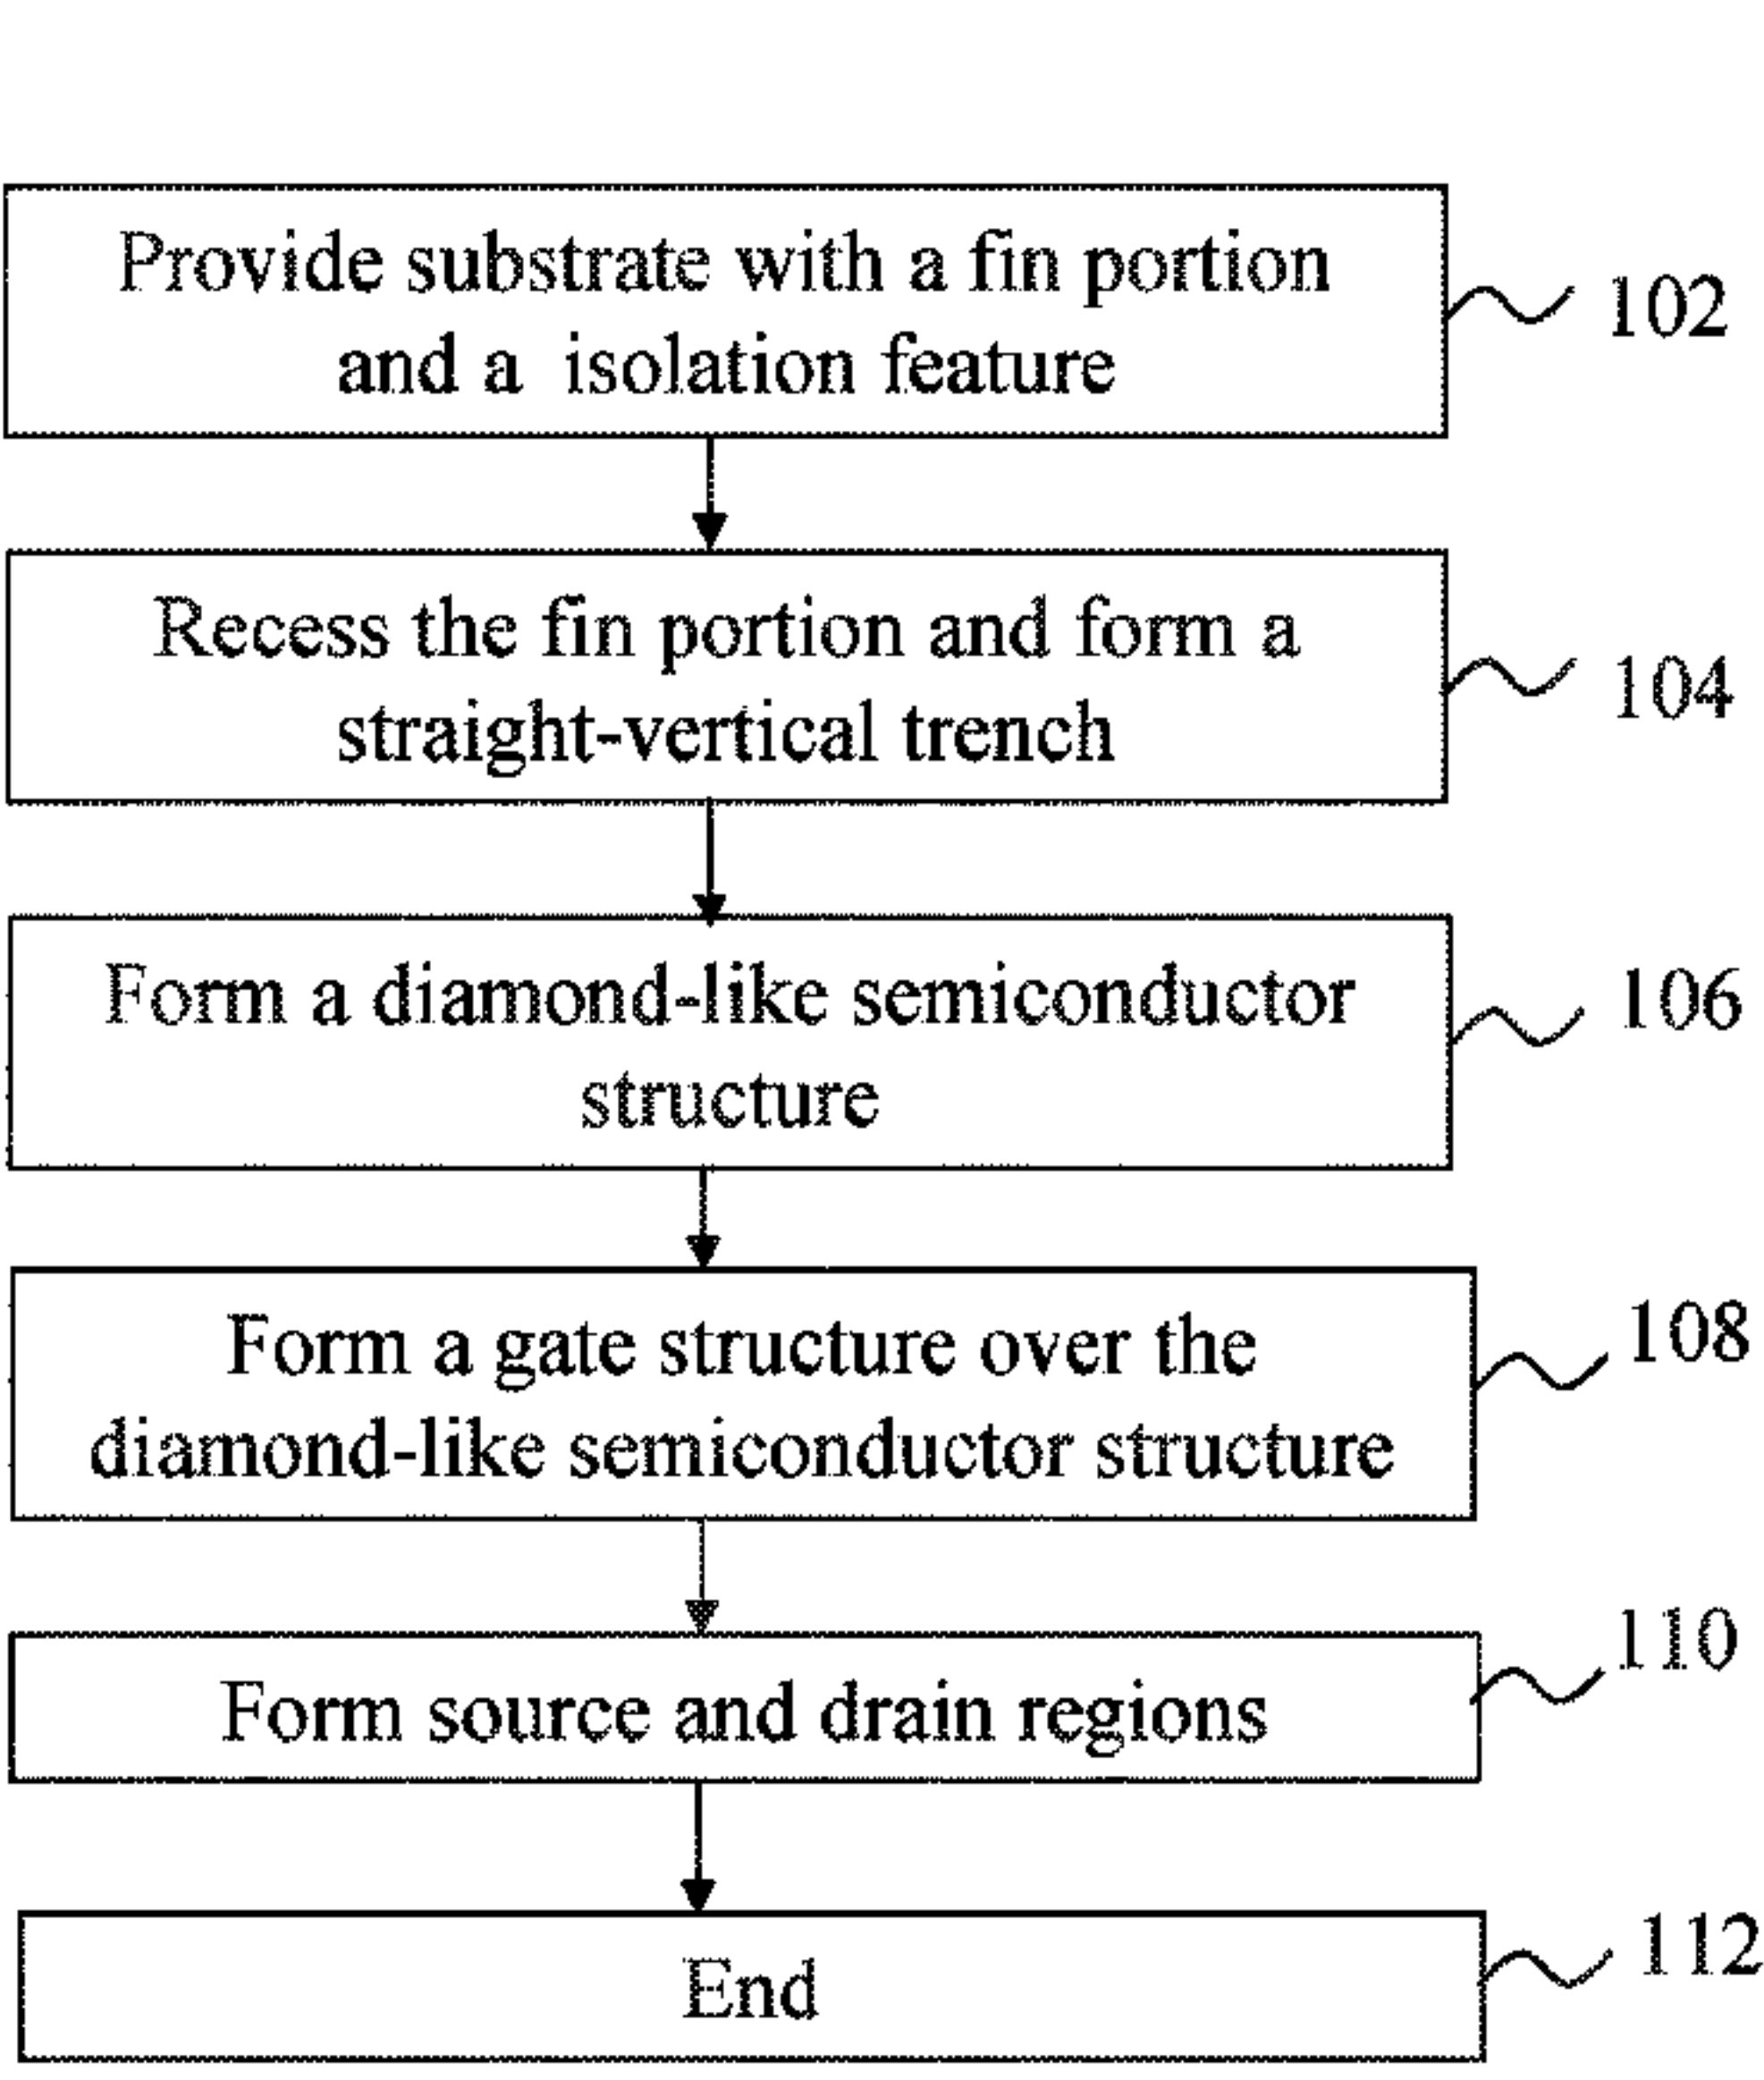 Provide substrate with a fin portion
and a isolation feature
102
Recess the fin portion and form a
straight-vertical trench
104
Form a diamond-like semiconductor
structure
106
Form a gate structure over the
diamond-like semiconductor structure
108
Form source and drain regions
110
End
112